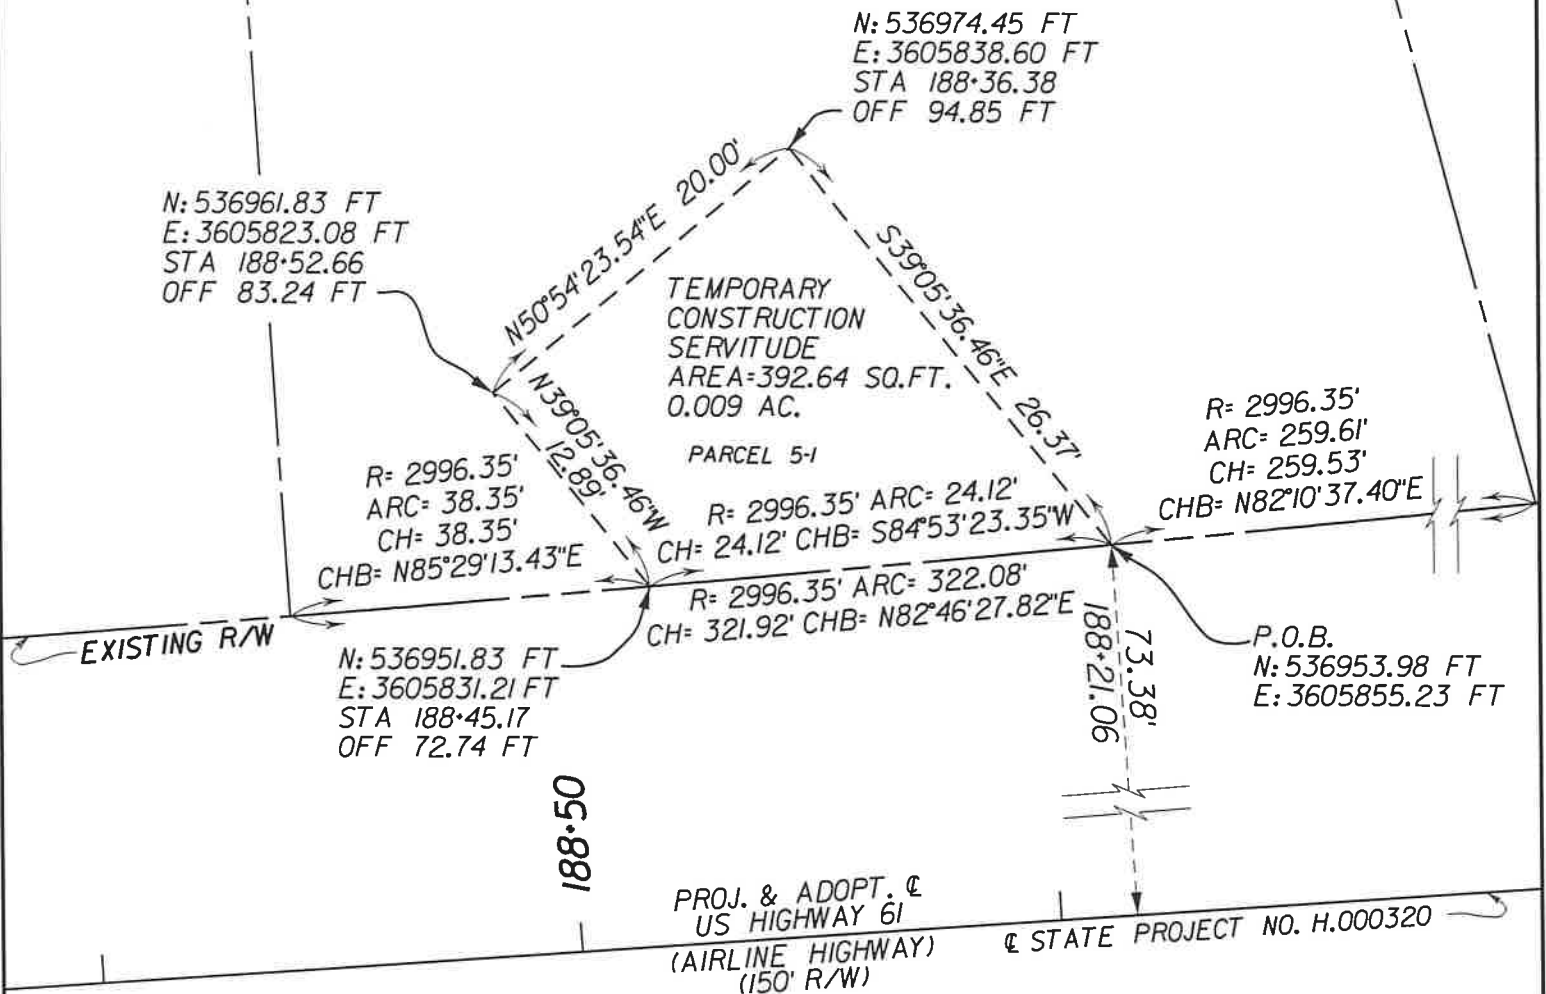 N: 536974.45 FT
E: 3605838.60 FT
STA 188+36.38
OFF 94.85 FT
N: 536961.83 FT
E: 3605823.08 FT
STA 188+52.66
OFF 83.24 FT
N50°54'23.54"E 20.00'
S39°05'36.46"E 26.37'
N39°05'36.46"W
12.89'
TEMPORARY
CONSTRUCTION
SERVITUDE
AREA=392.64 SQ.FT.
0.009 AC.
PARCEL 5-1
R= 2996.35'
ARC= 38.35'
CH= 38.35'
CHB= N85°29'13.43"E
R= 2996.35' ARC= 24.12'
CH= 24.12' CHB= S84°53'23.35"W
R= 2996.35'
ARC= 259.61'
CH= 259.53'
CHB= N82°10'37.40"E
R= 2996.35' ARC= 322.08'
CH= 321.92' CHB= N82°46'27.82"E
EXISTING R/W
N: 536951.83 FT
E: 3605831.21 FT
STA 188+45.17
OFF 72.74 FT
73.38'
188+21.06
P.O.B.
N: 536953.98 FT
E: 3605855.23 FT
188+50
PROJ. & ADOPT. ℄
US HIGHWAY 61
(AIRLINE HIGHWAY)
(150' R/W)
℄ STATE PROJECT NO. H.000320